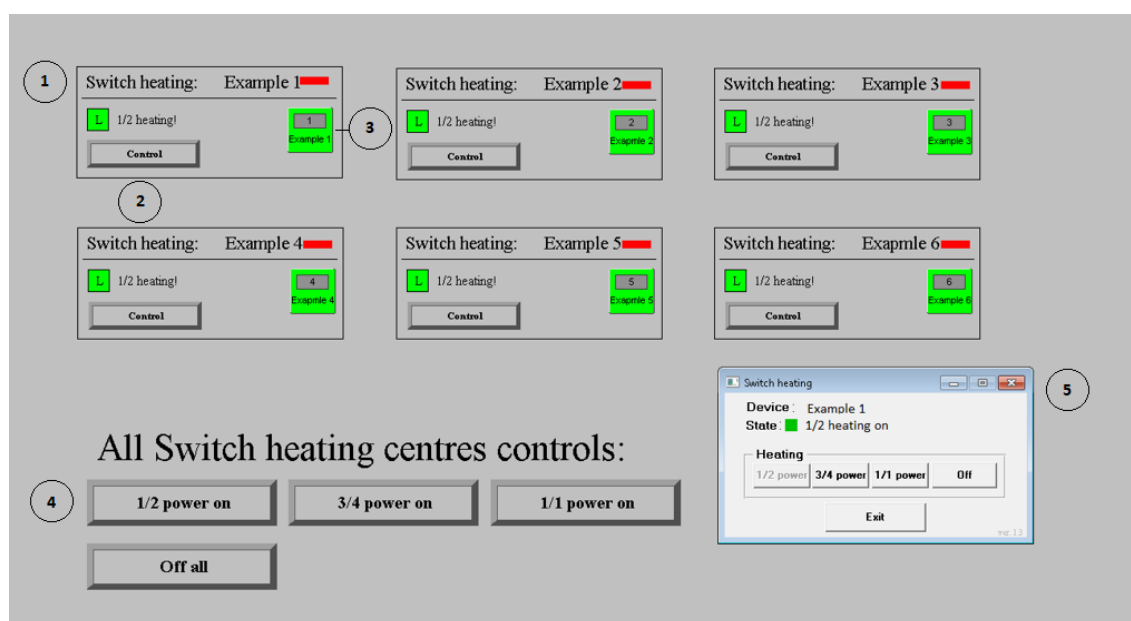 1
Switch heating: Example 1
L 1/2 heating!
1
Example 1
Control
3
2
Switch heating: Example 2
L 1/2 heating!
2
Exapmle 2
Control
Switch heating: Example 3
L 1/2 heating!
3
Example 3
Control
Switch heating: Example 4
L 1/2 heating!
4
Exapmle 4
Control
Switch heating: Example 5
L 1/2 heating!
5
Exapmle 5
Control
Switch heating: Exapmle 6
L 1/2 heating!
6
Example 6
Control
All Switch heating centres controls:
4
1/2 power on 3/4 power on 1/1 power on
Off all
5
Switch heating
Device: Example 1
State: 1/2 heating on
Heating
1/2 power 3/4 power 1/1 power Off
Exit
ver. 1.3